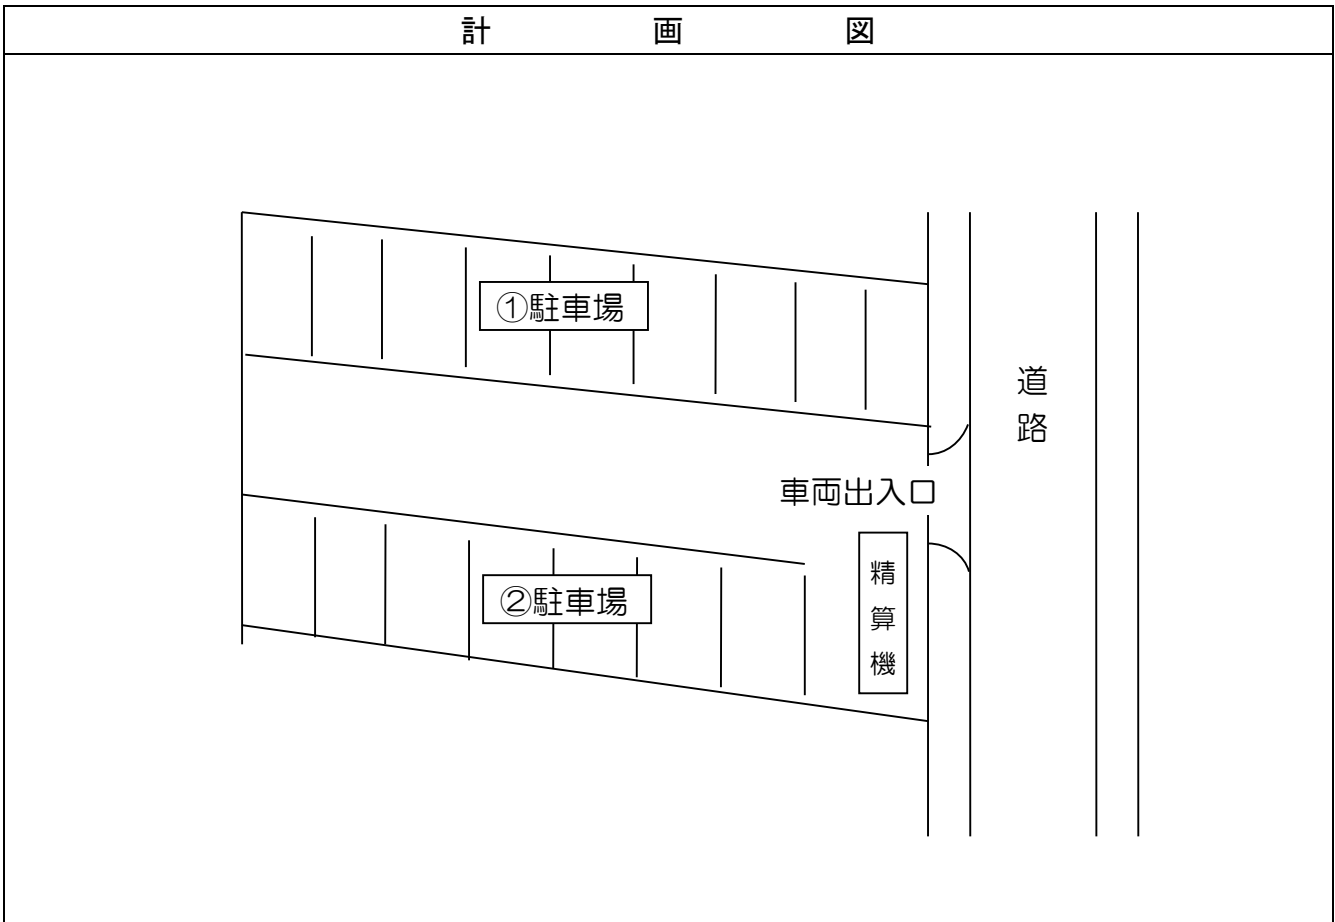 計画図
①駐車場
道路
車両出入口
②駐車場
精算機